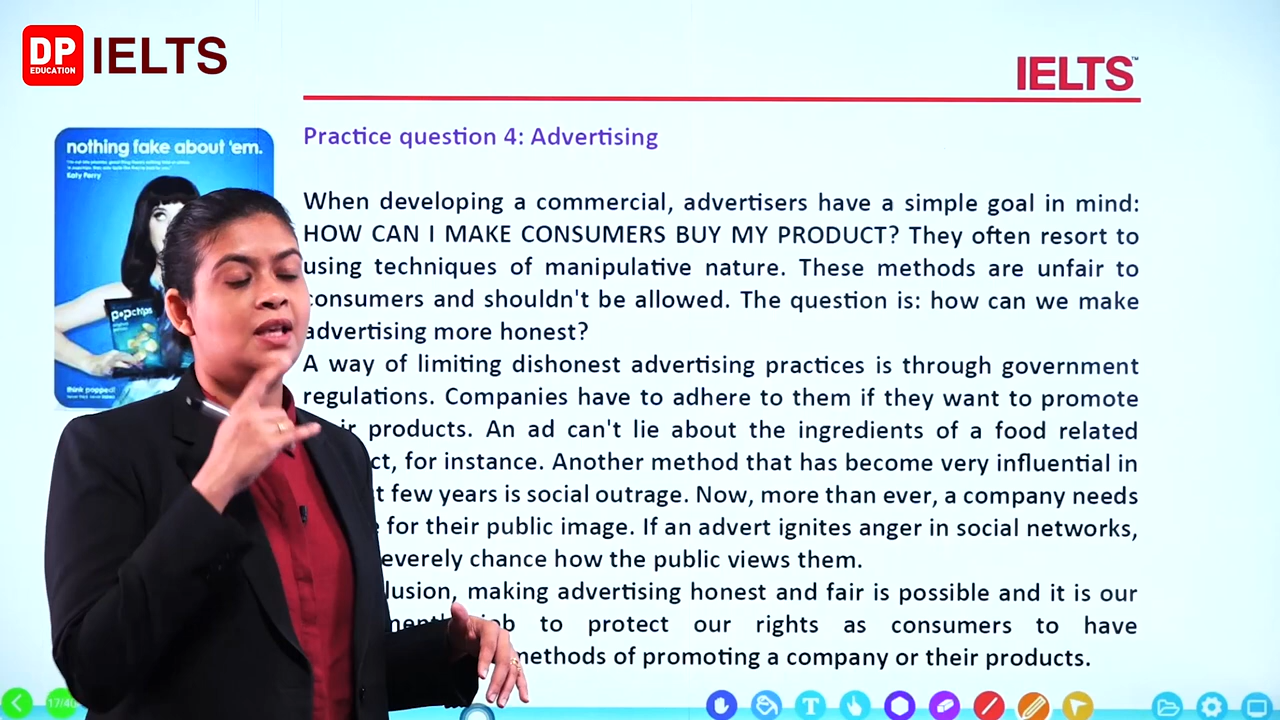 DP
EDUCATION
IELTS
IELTS™
nothing fake about 'em.
Katy Perry
popchips
think popped!
Practice question 4: Advertising
When developing a commercial, advertisers have a simple goal in mind:
HOW CAN I MAKE CONSUMERS BUY MY PRODUCT? They often resort to
using techniques of manipulative nature. These methods are unfair to
consumers and shouldn't be allowed. The question is: how can we make
advertising more honest?
A way of limiting dishonest advertising practices is through government
regulations. Companies have to adhere to them if they want to promote
products. An ad can't lie about the ingredients of a food related
for instance. Another method that has become very influential in
few years is social outrage. Now, more than ever, a company needs
for their public image. If an advert ignites anger in social networks,
chance how the public views them.
making advertising honest and fair is possible and it is our
to protect our rights as consumers to have
methods of promoting a company or their products.
17/40